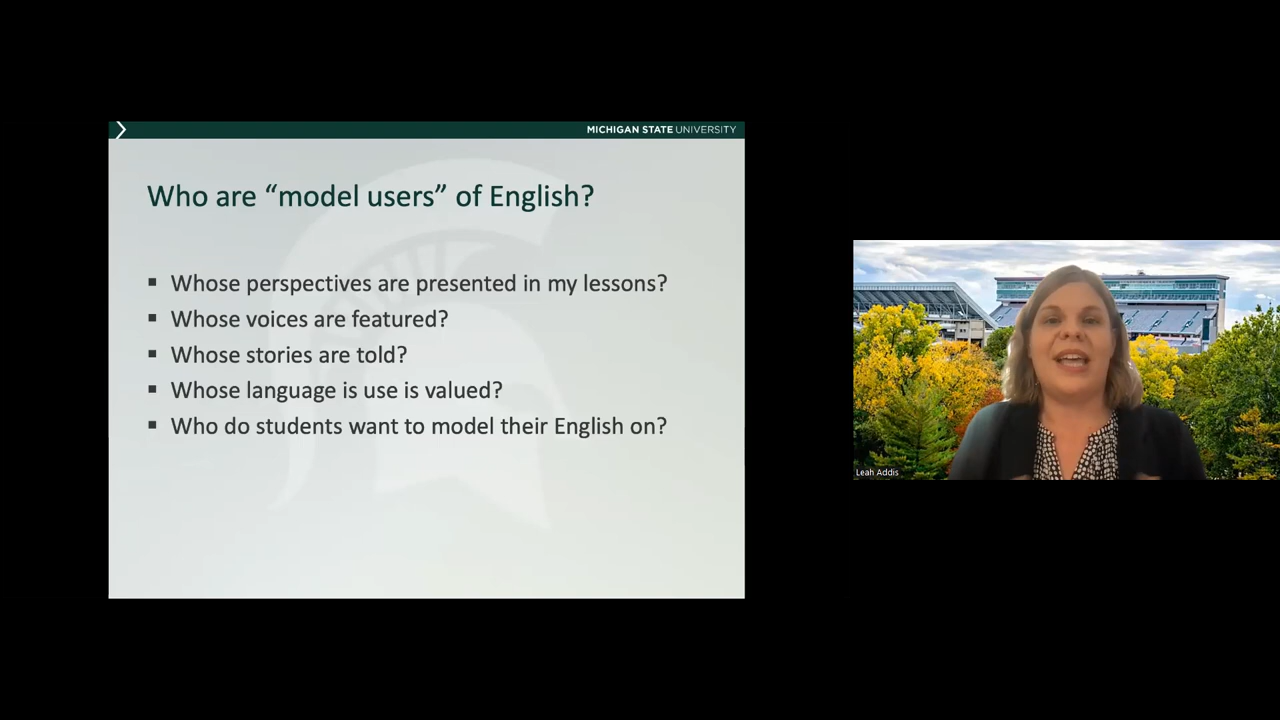 MICHIGAN STATE UNIVERSITY
Who are “model users” of English?
▪ Whose perspectives are presented in my lessons?
▪ Whose voices are featured?
▪ Whose stories are told?
▪ Whose language is use is valued?
▪ Who do students want to model their English on?
Leah Addis